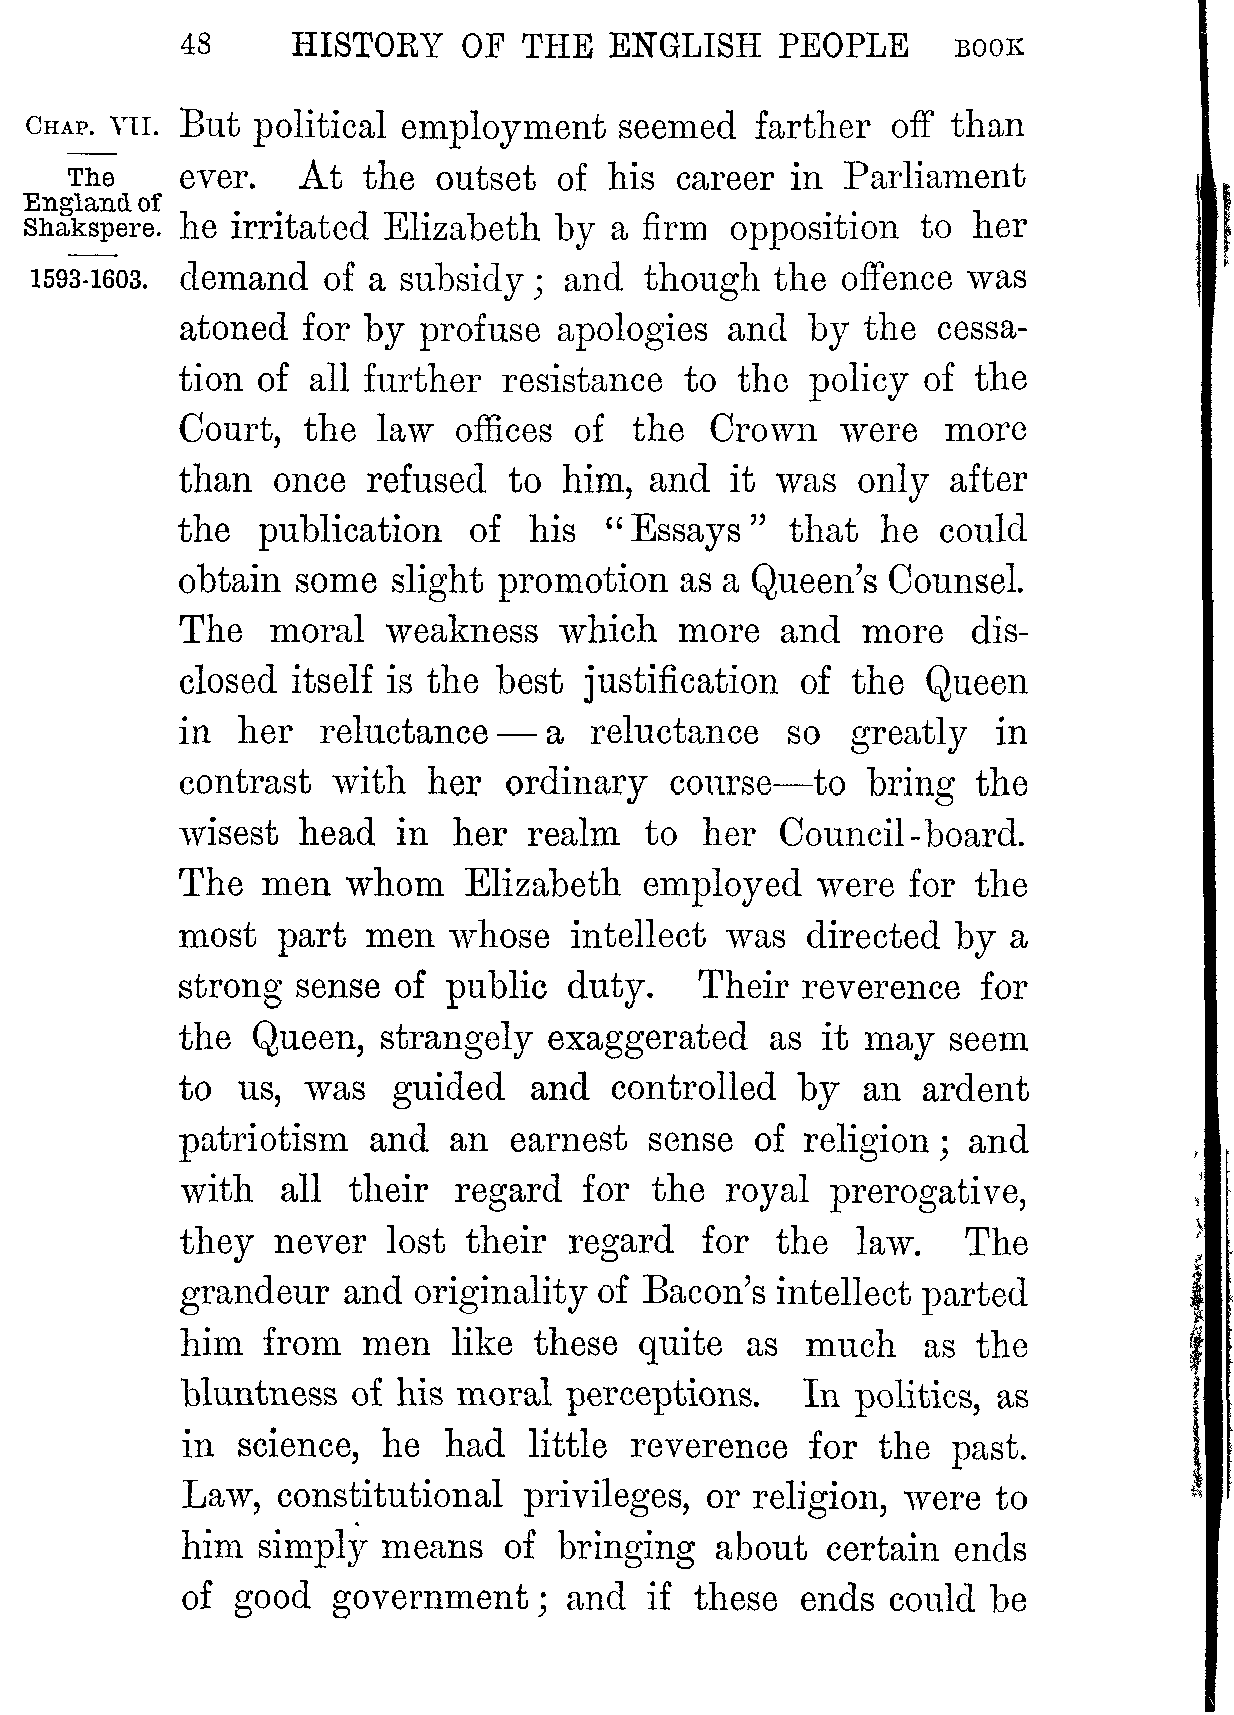 48 HISTORY OF THE ENGLISH PEOPLE BOOK
CHAP. VII.
The
England of
Shakspere.
1593-1603.
But political employment seemed farther off than
ever. At the outset of his career in Parliament
he irritated Elizabeth by a firm opposition to her
demand of a subsidy; and though the offence was
atoned for by profuse apologies and by the cessa-
tion of all further resistance to the policy of the
Court, the law offices of the Crown were more
than once refused to him, and it was only after
the publication of his “Essays” that he could
obtain some slight promotion as a Queen’s Counsel.
The moral weakness which more and more dis-
closed itself is the best justification of the Queen
in her reluctance—a reluctance so greatly in
contrast with her ordinary course—to bring the
wisest head in her realm to her Council-board.
The men whom Elizabeth employed were for the
most part men whose intellect was directed by a
strong sense of public duty. Their reverence for
the Queen, strangely exaggerated as it may seem
to us, was guided and controlled by an ardent
patriotism and an earnest sense of religion; and
with all their regard for the royal prerogative,
they never lost their regard for the law. The
grandeur and originality of Bacon’s intellect parted
him from men like these quite as much as the
bluntness of his moral perceptions. In politics, as
in science, he had little reverence for the past.
Law, constitutional privileges, or religion, were to
him simply means of bringing about certain ends
of good government; and if these ends could be